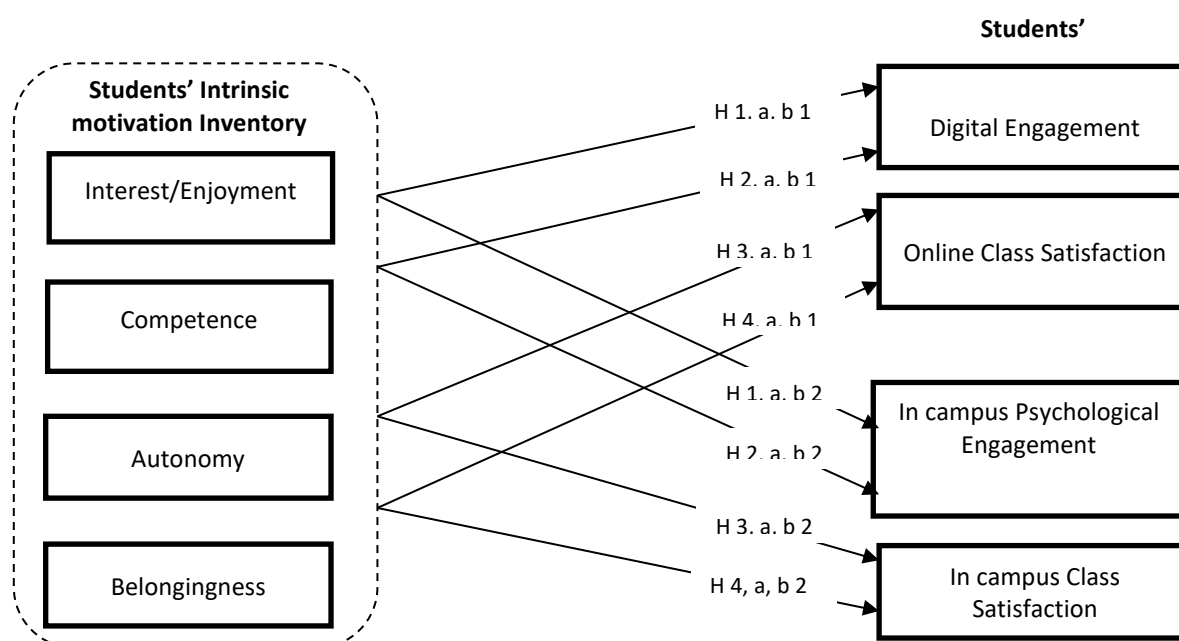 Students’
Students’ Intrinsic
motivation Inventory
Interest/Enjoyment
Competence
Autonomy
Belongingness
H 1. a. b 1
H 2. a. b 1
H 3. a. b 1
H 4. a. b 1
H 1. a. b 2
H 2. a. b 2
H 3. a. b 2
H 4, a, b 2
Digital Engagement
Online Class Satisfaction
In campus Psychological
Engagement
In campus Class
Satisfaction